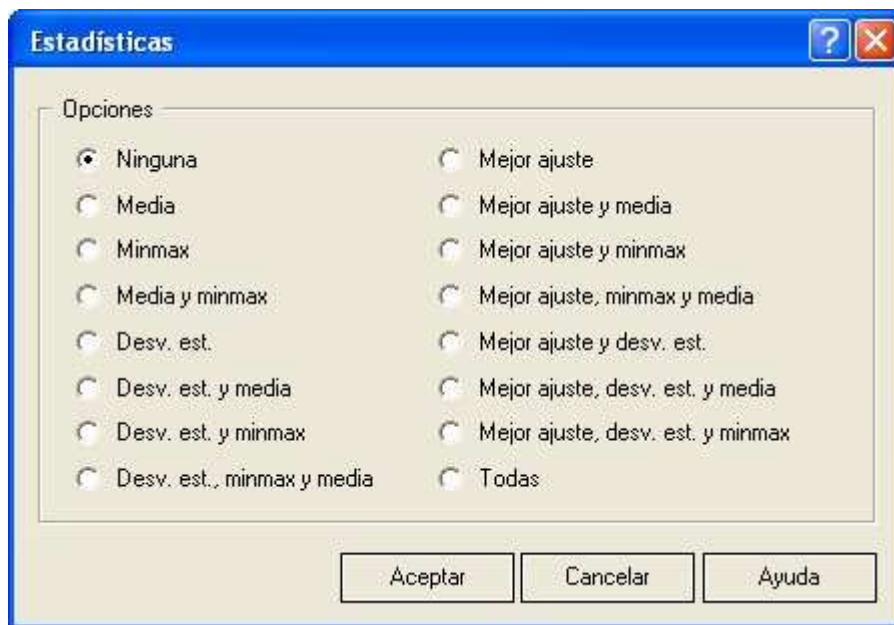 Estadísticas
Opciones
Ninguna
Media
Minmax
Media y minmax
Desv. est.
Desv. est. y media
Desv. est. y minmax
Desv. est., minmax y media
Mejor ajuste
Mejor ajuste y media
Mejor ajuste y minmax
Mejor ajuste, minmax y media
Mejor ajuste y desv. est.
Mejor ajuste, desv. est. y media
Mejor ajuste, desv. est. y minmax
Todas
Aceptar
Cancelar
Ayuda